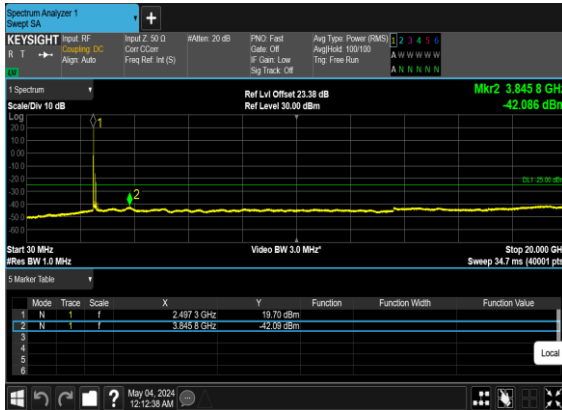 Spectrum Analyzer 1
Swept SA
+
KEYSIGHT Input: RF Input Z: 50 Ω #Atten: 20 dB PNO: Fast Avg Type: Power (RMS) 1 2 3 4 5 6
R T Coupling: DC Corr CCorr Gate: Off Avg|Hold: 100/100 A W W W W W
Align: Auto Freq Ref: Int (S) IF Gain: Low Trig: Free Run
LXI Sig Track: Off A N N N N N
1 Spectrum Ref Lvl Offset 23.38 dB Mkr2 3.845 8 GHz
Scale/Div 10 dB Ref Level 30.00 dBm -42.086 dBm
Log
1
20.0
10.0
0.00
-10.0
-20.0
DL1 -25.00 dBm
-30.0
2
-40.0
-50.0
-60.0
Start 30 MHz Video BW 3.0 MHz* Stop 20.000 GHz
#Res BW 1.0 MHz Sweep 34.7 ms (40001 pts)
5 Marker Table
Mode Trace Scale X Y Function Function Width Function Value
1 N 1 f 2.497 3 GHz 19.70 dBm
2 N 1 f 3.845 8 GHz -42.09 dBm
3
4
5
6
Local
? May 04, 2024
12:12:38 AM